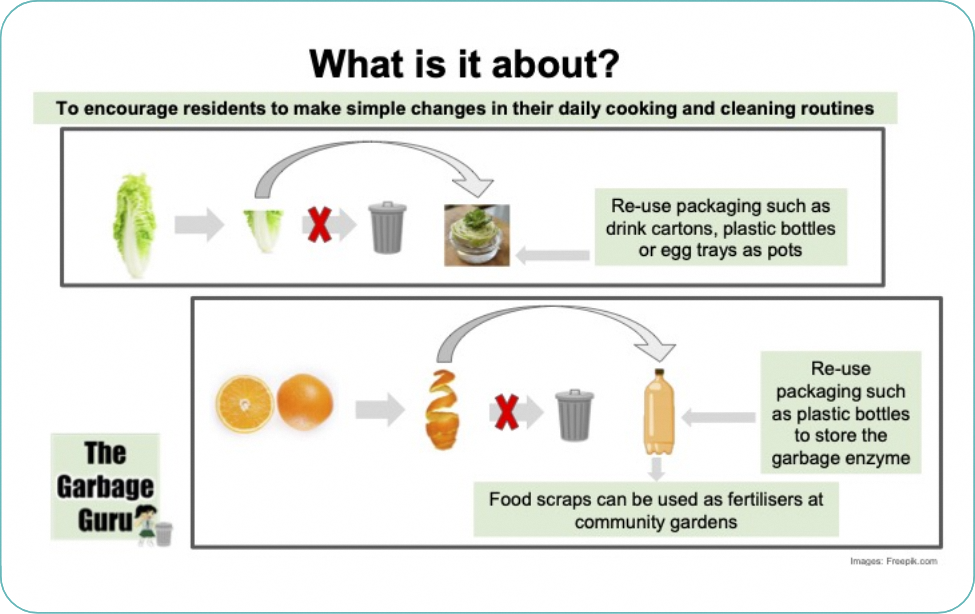 What is it about?
To encourage residents to make simple changes in their daily cooking and cleaning routines
Re-use packaging such as
drink cartons, plastic bottles
or egg trays as pots
Re-use
packaging such
as plastic bottles
to store the
garbage enzyme
Food scraps can be used as fertilisers at
community gardens
The
Garbage
Guru
Images: Freepik.com